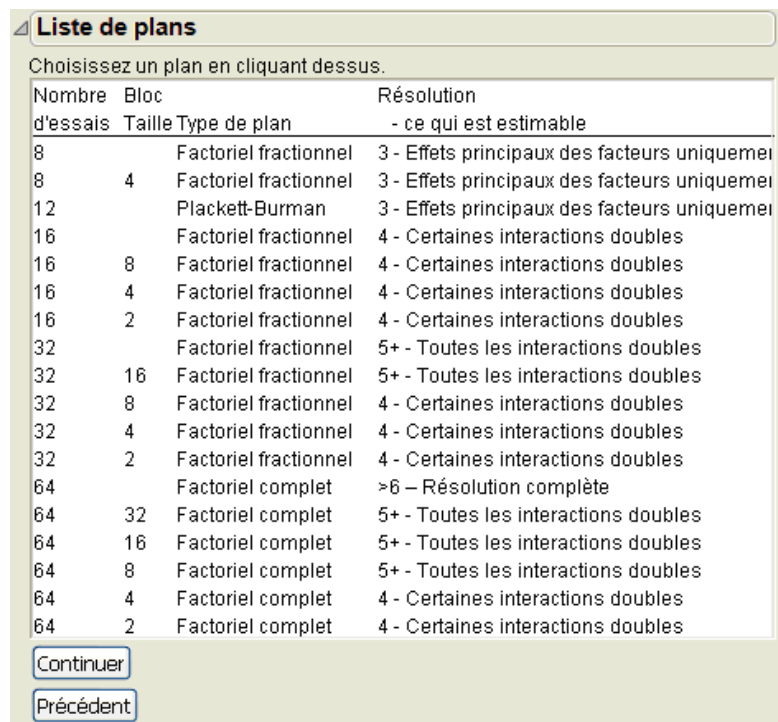 Liste de plans
Choisissez un plan en cliquant dessus.
Nombre Bloc Résolution
d'essais Taille Type de plan - ce qui est estimable
8 Factoriel fractionnel 3 - Effets principaux des facteurs uniquemer
8 4 Factoriel fractionnel 3 - Effets principaux des facteurs uniquemer
12 Plackett-Burman 3 - Effets principaux des facteurs uniquemer
16 Factoriel fractionnel 4 - Certaines interactions doubles
16 8 Factoriel fractionnel 4 - Certaines interactions doubles
16 4 Factoriel fractionnel 4 - Certaines interactions doubles
16 2 Factoriel fractionnel 4 - Certaines interactions doubles
32 Factoriel fractionnel 5+ - Toutes les interactions doubles
32 16 Factoriel fractionnel 5+ - Toutes les interactions doubles
32 8 Factoriel fractionnel 4 - Certaines interactions doubles
32 4 Factoriel fractionnel 4 - Certaines interactions doubles
32 2 Factoriel fractionnel 4 - Certaines interactions doubles
64 Factoriel complet >6 – Résolution complète
64 32 Factoriel complet 5+ - Toutes les interactions doubles
64 16 Factoriel complet 5+ - Toutes les interactions doubles
64 8 Factoriel complet 5+ - Toutes les interactions doubles
64 4 Factoriel complet 4 - Certaines interactions doubles
64 2 Factoriel complet 4 - Certaines interactions doubles
Continuer
Précédent